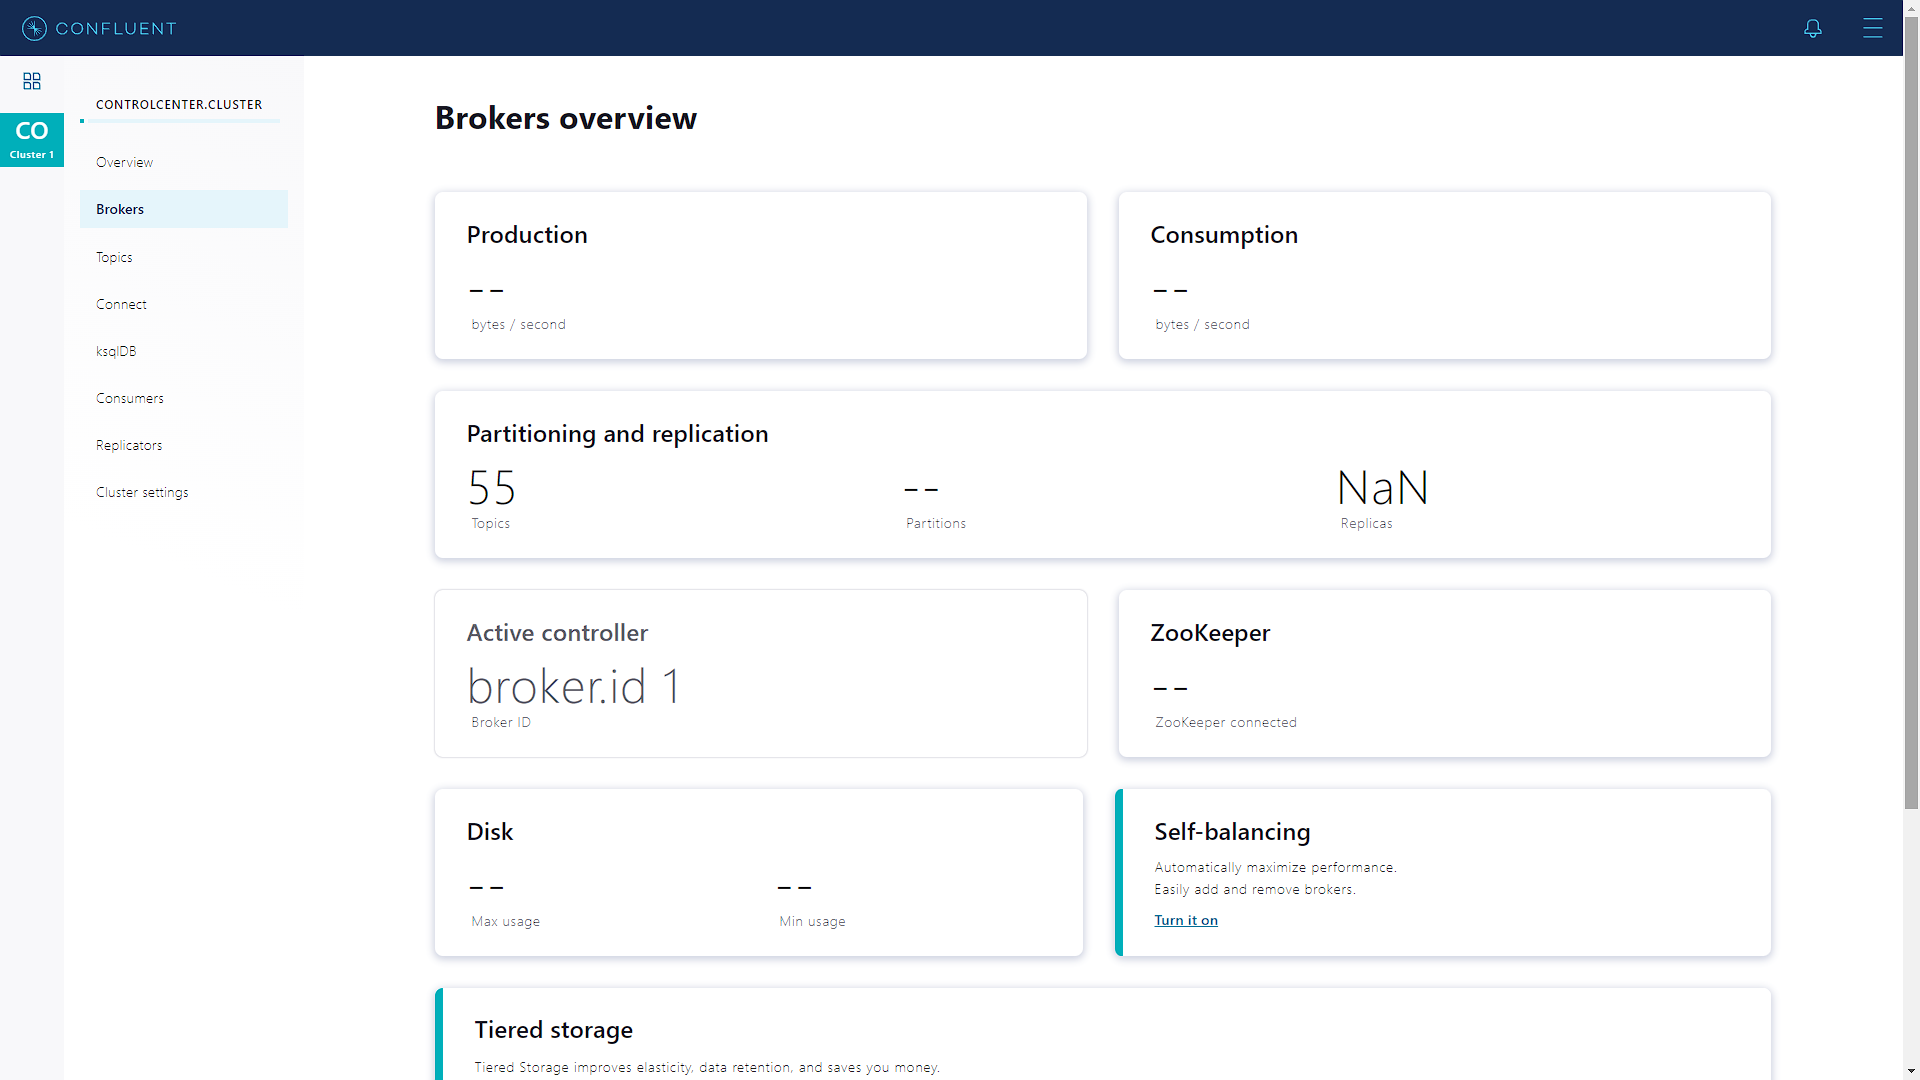 CONFLUENT
CO
Cluster 1
CONTROLCENTER.CLUSTER
Overview
Brokers
Topics
Connect
ksqlDB
Consumers
Replicators
Cluster settings
Brokers overview
Production
--
bytes / second
Consumption
--
bytes / second
Partitioning and replication
55
Topics
--
Partitions
NaN
Replicas
Active controller
broker.id 1
Broker ID
ZooKeeper
--
ZooKeeper connected
Disk
--
Max usage
--
Min usage
Self-balancing
Automatically maximize performance.
Easily add and remove brokers.
Turn it on
Tiered storage
Tiered Storage improves elasticity, data retention, and saves you money.